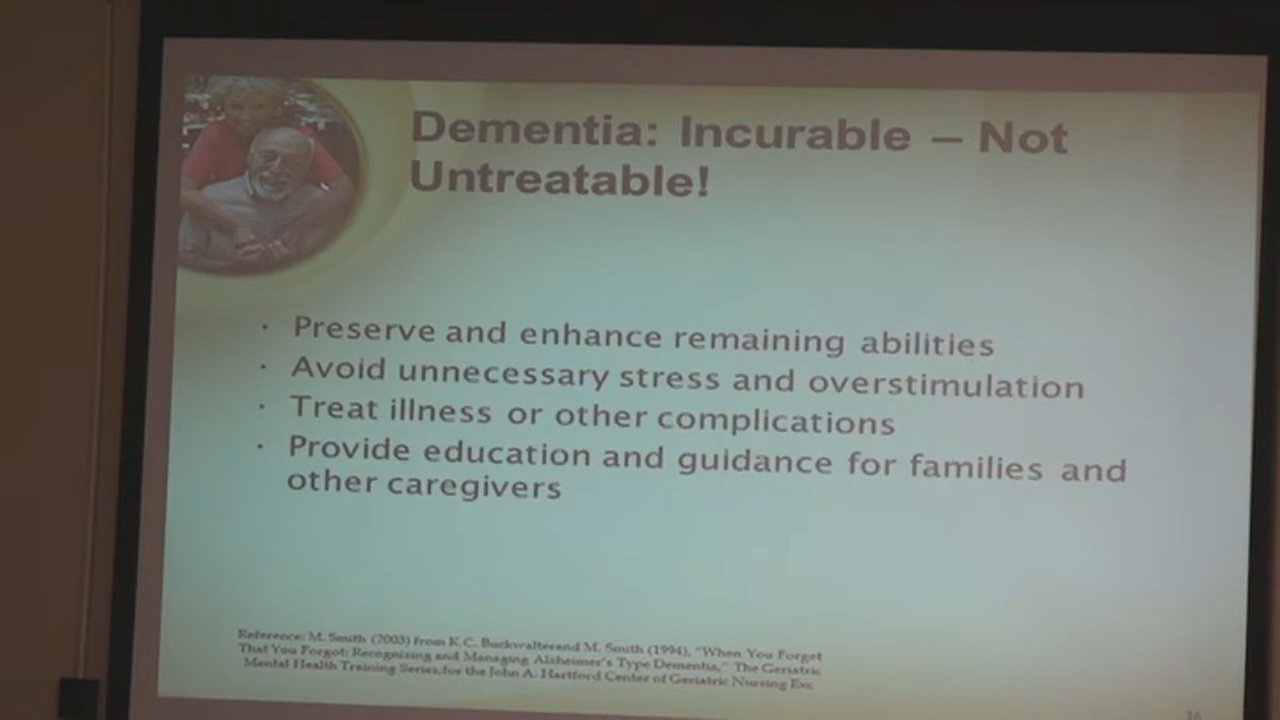 Dementia: Incurable – Not
Untreatable!
· Preserve and enhance remaining abilities
· Avoid unnecessary stress and overstimulation
· Treat illness or other complications
· Provide education and guidance for families and
other caregivers
Reference: M. Smith (2003) from K.C. Buckwalterand M. Smith (1994), "When You Forget
That You Forgot: Recognizing and Managing Alzheimer's Type Dementia," The Geriatric
Mental Health Training Series,for the John A. Hartford Center of Geriatric Nursing Exc